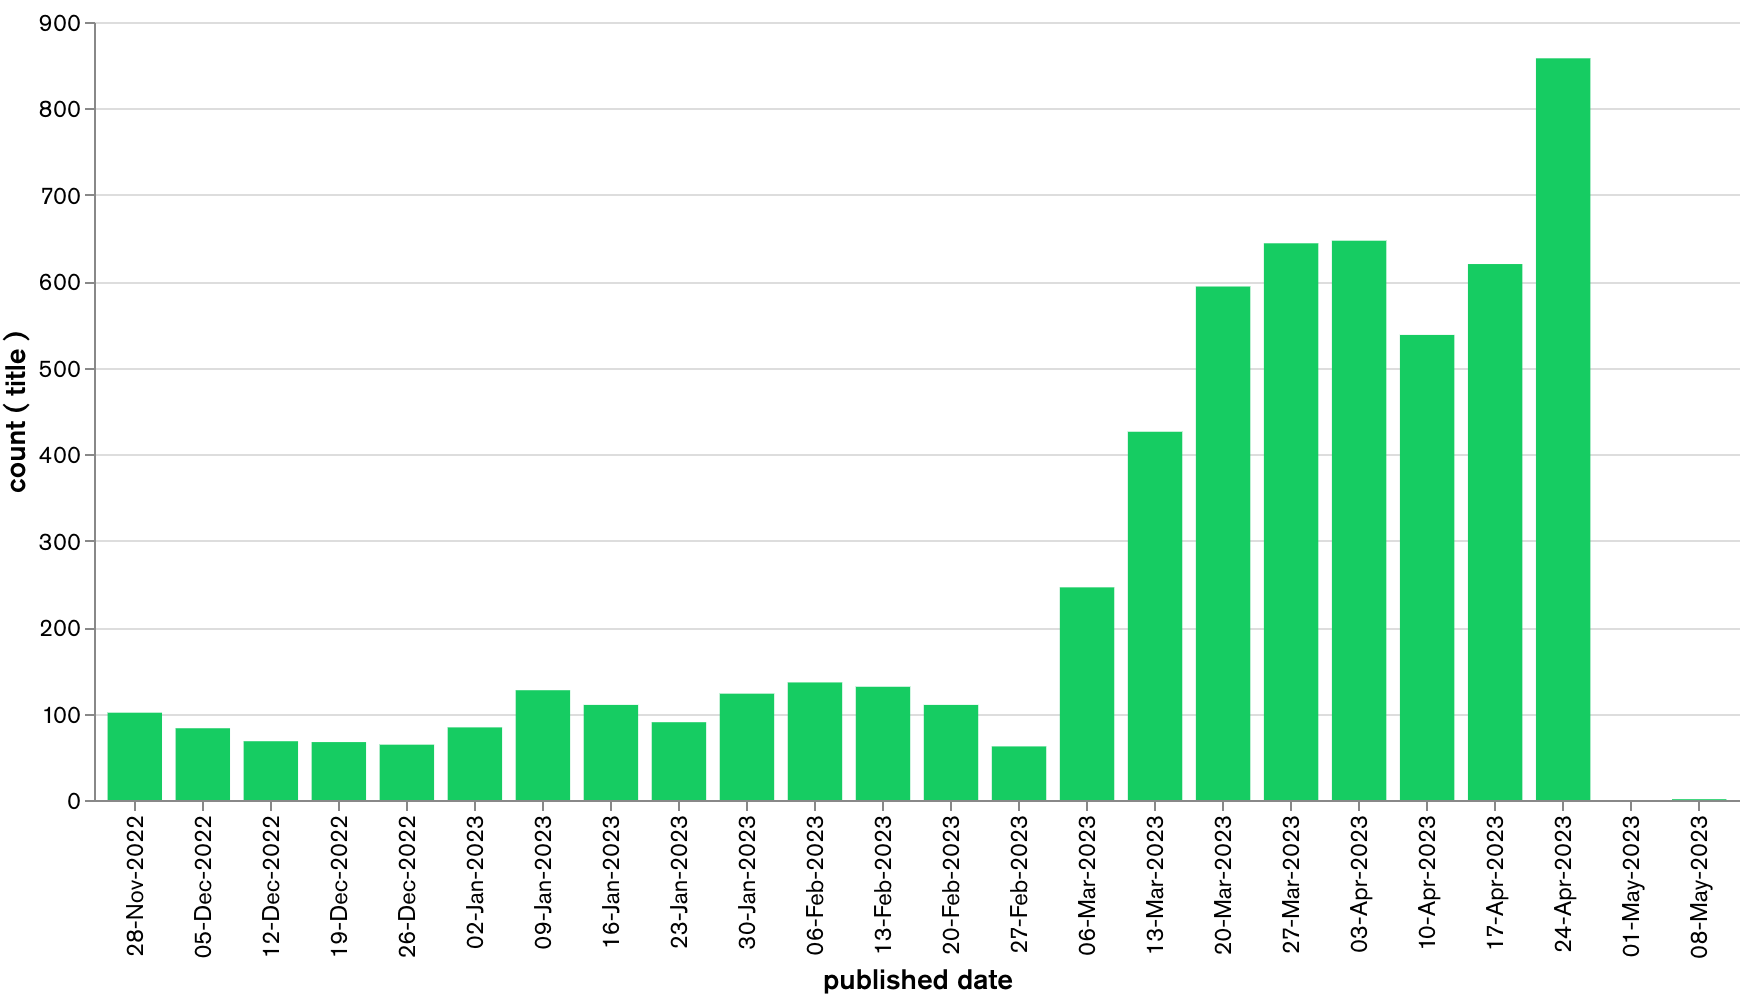 900
800
700
600
500
400
300
200
100
0
count ( title )
28-Nov-2022
05-Dec-2022
12-Dec-2022
19-Dec-2022
26-Dec-2022
02-Jan-2023
09-Jan-2023
16-Jan-2023
23-Jan-2023
30-Jan-2023
06-Feb-2023
13-Feb-2023
20-Feb-2023
27-Feb-2023
06-Mar-2023
13-Mar-2023
20-Mar-2023
27-Mar-2023
03-Apr-2023
10-Apr-2023
17-Apr-2023
24-Apr-2023
01-May-2023
08-May-2023
published date